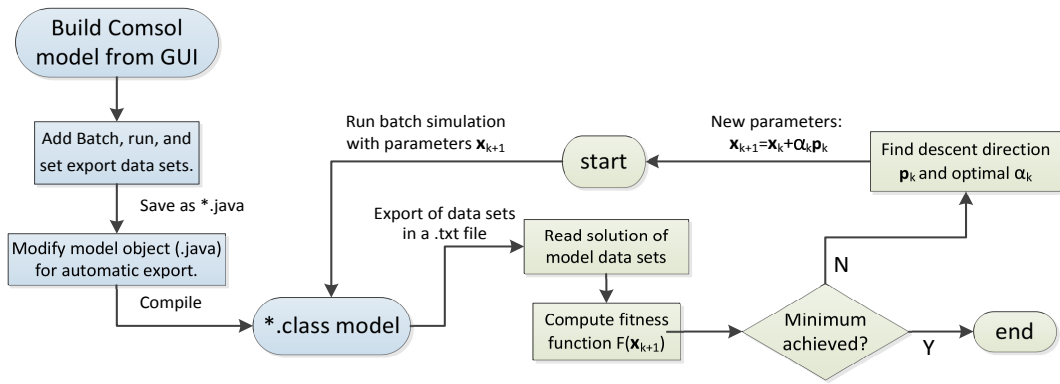 Build Comsol
model from GUI
Add Batch, run, and
set export data sets.
Save as *.java
Modify model object (.java)
for automatic export.
Compile
*.class model
Run batch simulation
with parameters xₖ₊₁
start
New parameters:
xₖ₊₁=xₖ+αₖpₖ
Find descent direction
pₖ and optimal αₖ
Export of data sets
in a .txt file
Read solution of
model data sets
Compute fitness
function F(xₖ₊₁)
Minimum
achieved?
N
Y
end